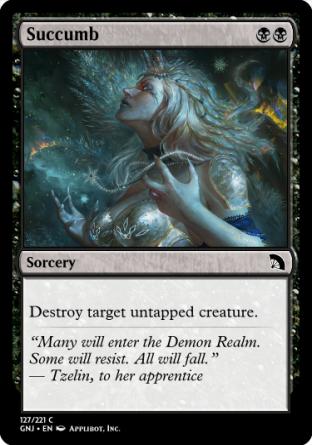 Succumb
Sorcery
Destroy target untapped creature.
“Many will enter the Demon Realm.
Some will resist. All will fall.”
— Tzelin, to her apprentice
127/221 C
GNJ • EN Applibot, Inc.